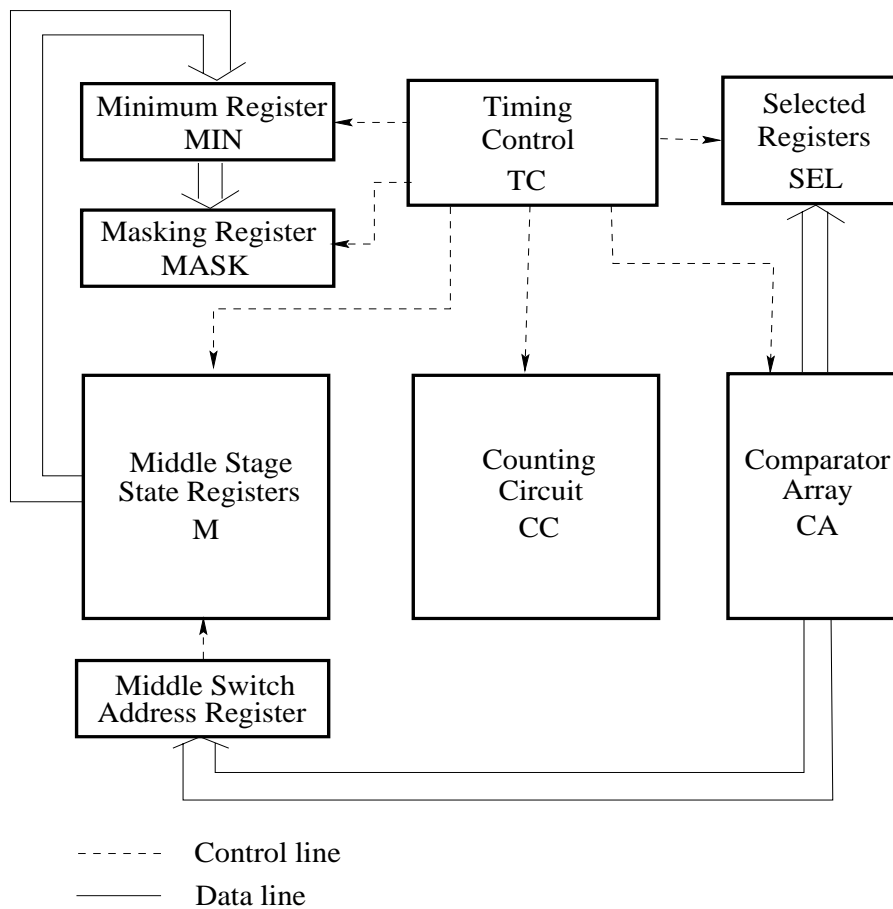 Minimum Register
MIN
Timing
Control
TC
Selected
Registers
SEL
Masking Register
MASK
Middle Stage
State Registers
M
Counting
Circuit
CC
Comparator
Array
CA
Middle Switch
Address Register
Control line
Data line